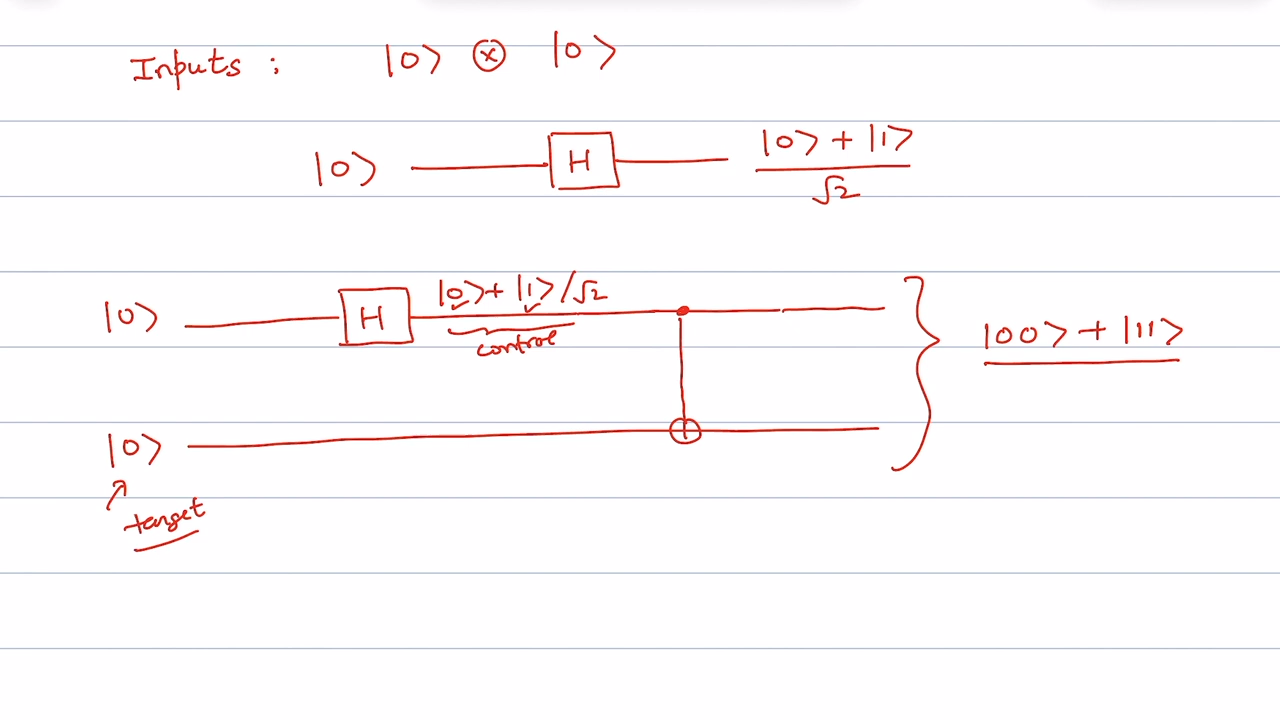 Inputs : |0> ⊗ |0>
|0> H |0> + |1> / √2
|0> H |0> + |1> /√2
control
|00> + |11>
|0>
target